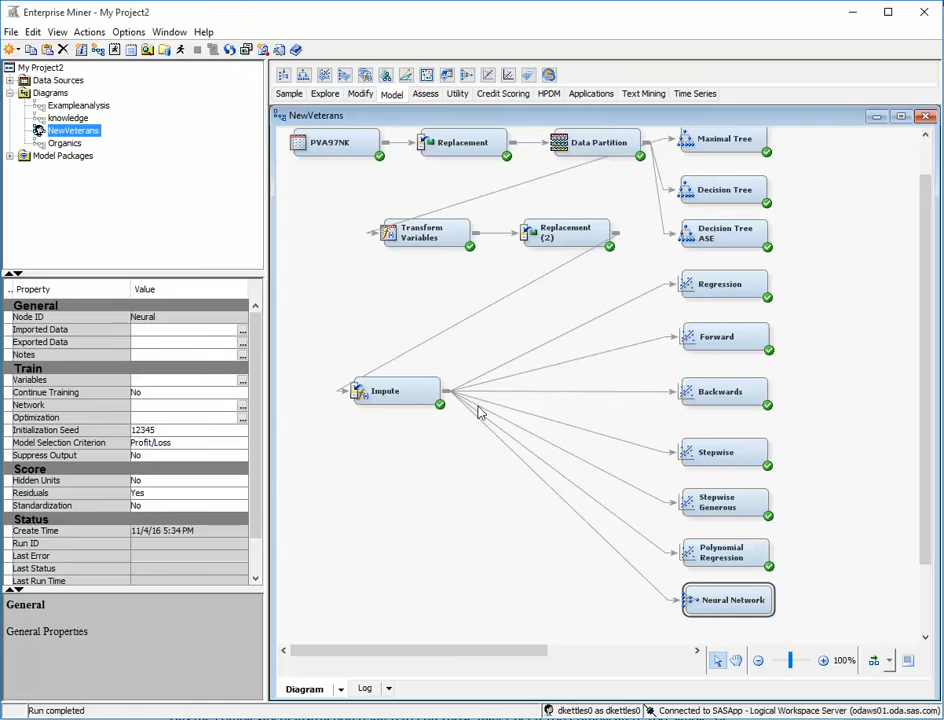 Enterprise Miner - My Project2
File Edit View Actions Options Window Help
My Project2
Data Sources
Diagrams
Exampleanalysis
knowledge
NewVeterans
Organics
Model Packages
.. Property Value
General
Node ID Neural
Imported Data ...
Exported Data ...
Notes ...
Train
Variables ...
Continue Training No
Network ...
Optimization ...
Initialization Seed 12345
Model Selection Criterion Profit/Loss
Suppress Output No
Score
Hidden Units No
Residuals Yes
Standardization No
Status
Create Time 11/4/16 5:34 PM
Run ID
Last Error
Last Status
Last Run Time
General
General Properties
Sample Explore Modify Model Assess Utility Credit Scoring HPDM Applications Text Mining Time Series
NewVeterans
PVA97NK
Replacement
Data Partition
Maximal Tree
Decision Tree
Transform
Variables
Replacement
(2)
Decision Tree
ASE
Regression
Forward
Impute
Backwards
Stepwise
Stepwise
Generous
Polynomial
Regression
Neural Network
100%
Diagram Log
Run completed
dkettles0 as dkettles0 Connected to SASApp - Logical Workspace Server (odaws01.oda.sas.com)